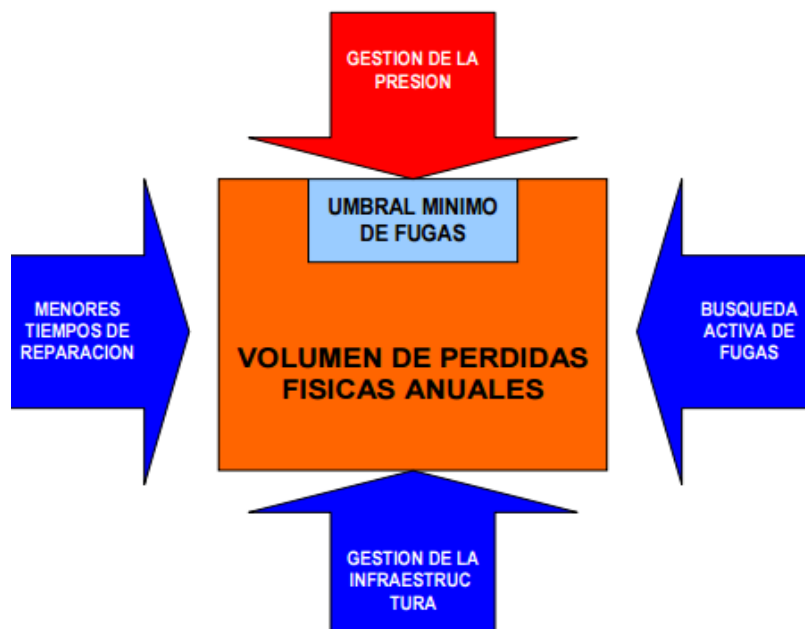 GESTION DE LA
PRESION
UMBRAL MINIMO
DE FUGAS
MENORES
TIEMPOS DE
REPARACION
VOLUMEN DE PERDIDAS
FISICAS ANUALES
BUSQUEDA
ACTIVA DE
FUGAS
GESTION DE LA
INFRAESTRUC
TURA